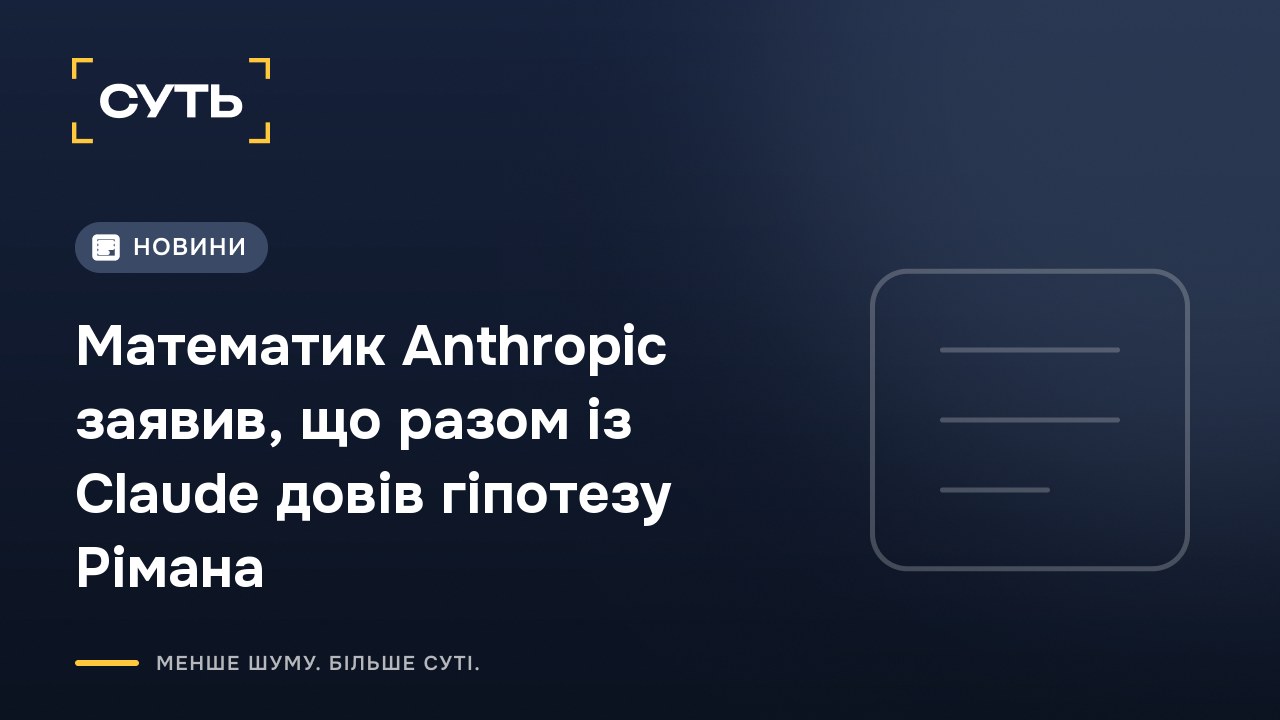 СУТЬ
НОВИНИ
Математик Anthropic
заявив, що разом із
Claude довів гіпотезу
Рімана
МЕНШЕ ШУМУ. БІЛЬШЕ СУТІ.